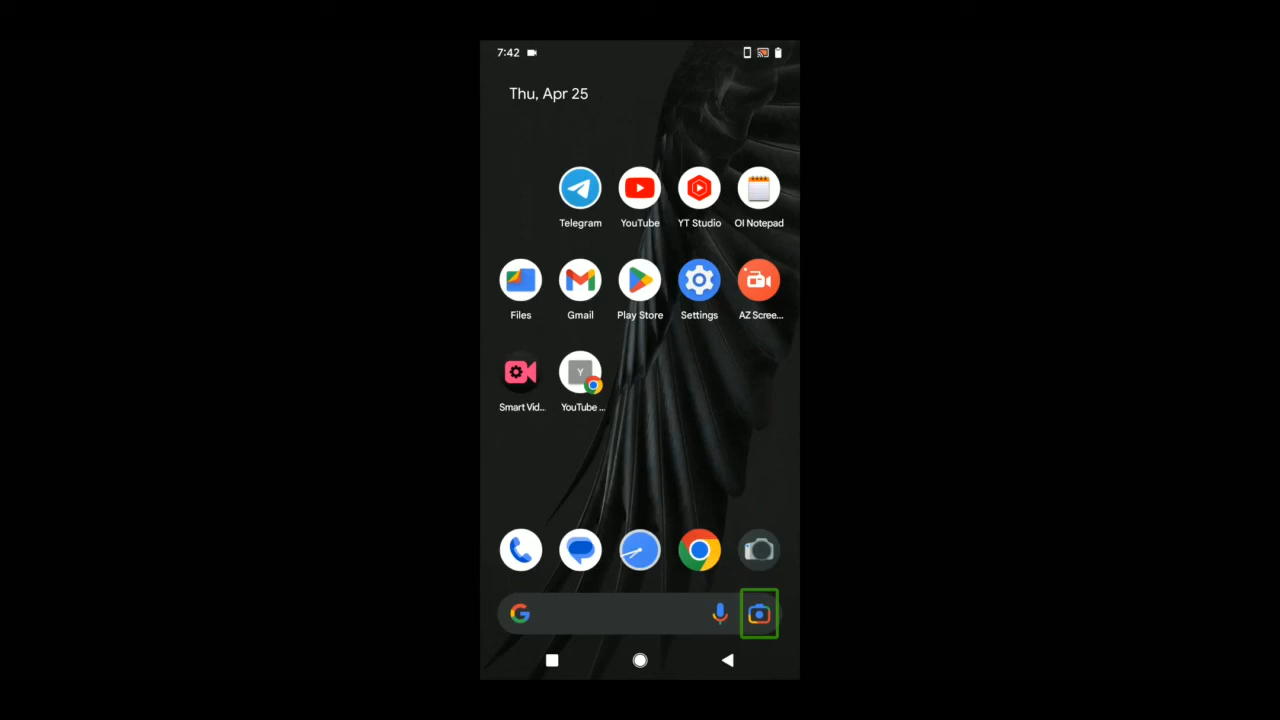 7:42
Thu, Apr 25
Telegram
YouTube
YT Studio
OI Notepad
Files
Gmail
Play Store
Settings
AZ Scree...
Smart Vid...
Y
YouTube ...
G